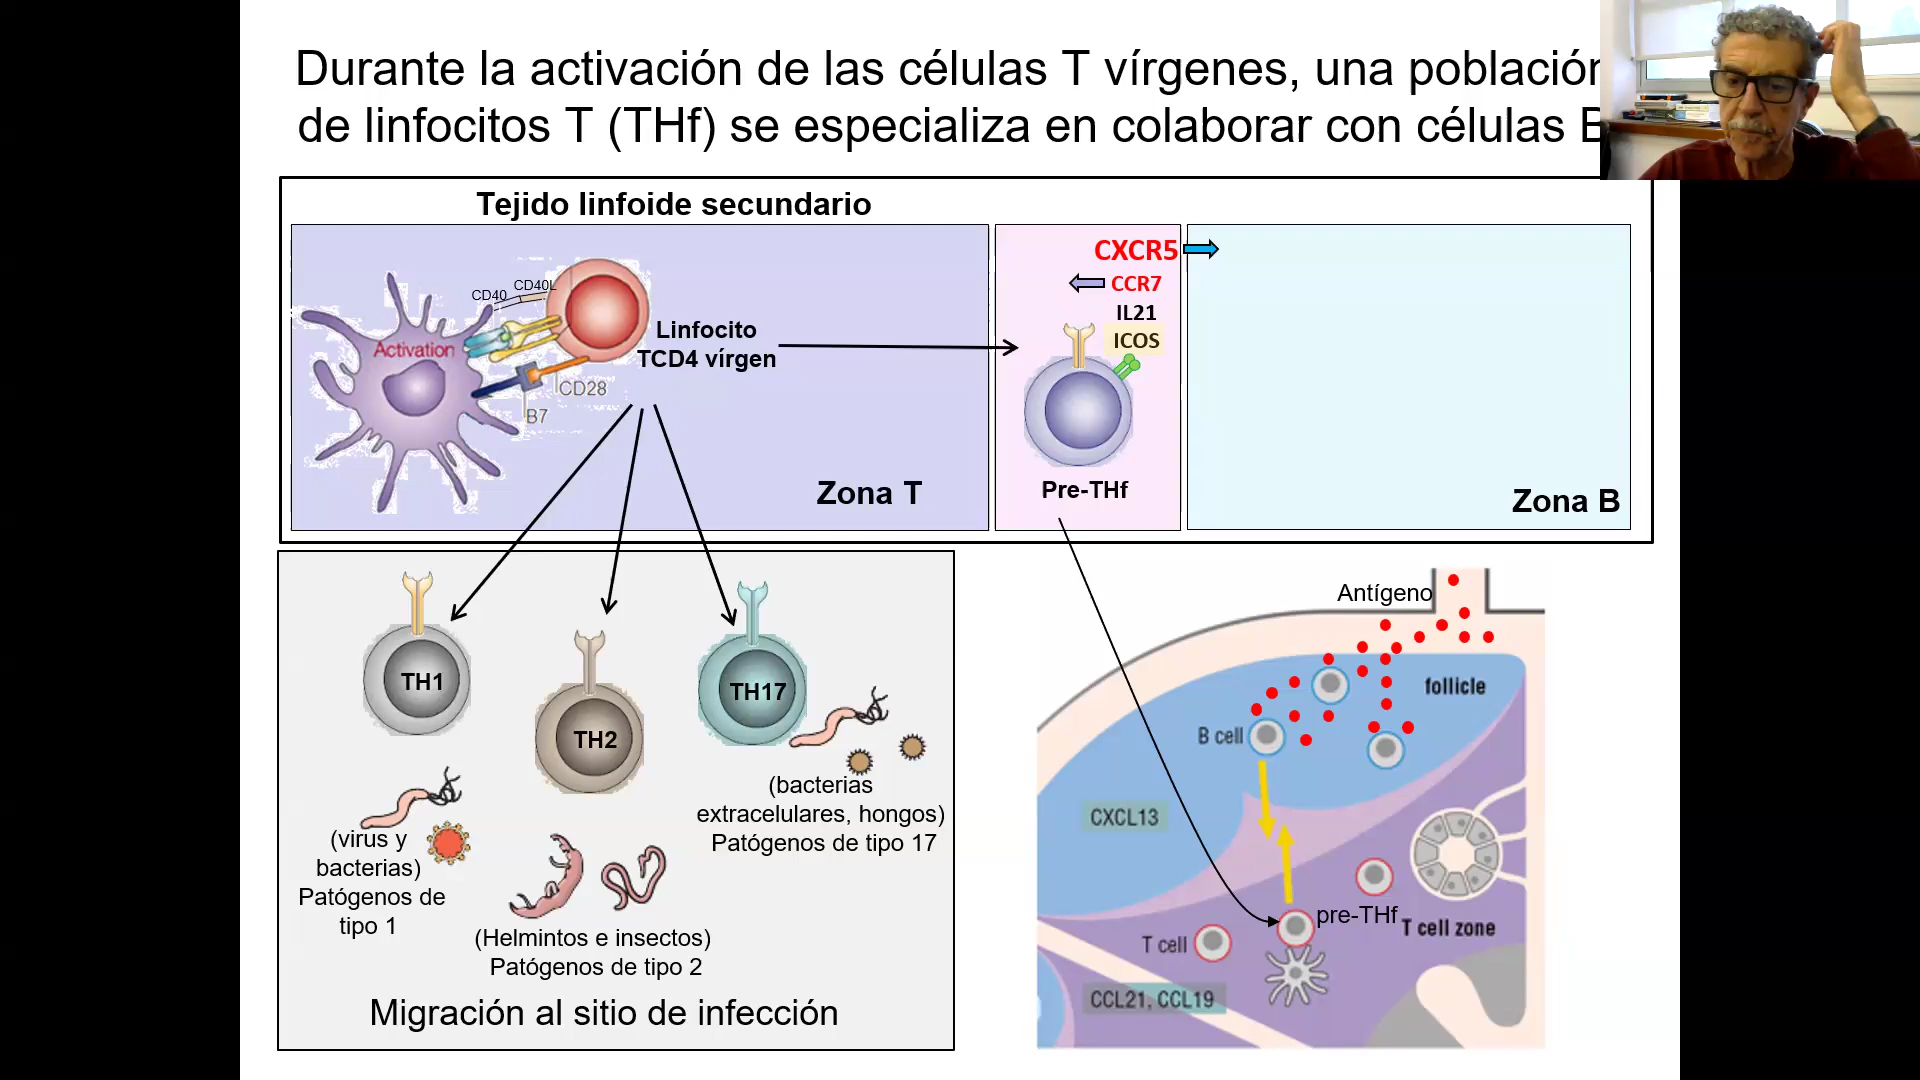 Durante la activación de las células T vírgenes, una población
de linfocitos T (THf) se especializa en colaborar con células B
Tejido linfoide secundario
CD40
CD40L
Activation
CD28
B7
Linfocito
TCD4 vírgen
Zona T
CXCR5
CCR7
IL21
ICOS
Pre-THf
Zona B
TH1
TH2
TH17
(virus y
bacterias)
Patógenos de
tipo 1
(Helmintos e insectos)
Patógenos de tipo 2
(bacterias
extracelulares, hongos)
Patógenos de tipo 17
Migración al sitio de infección
Antígeno
follicle
B cell
CXCL13
pre-THf
T cell zone
T cell
CCL21, CCL19